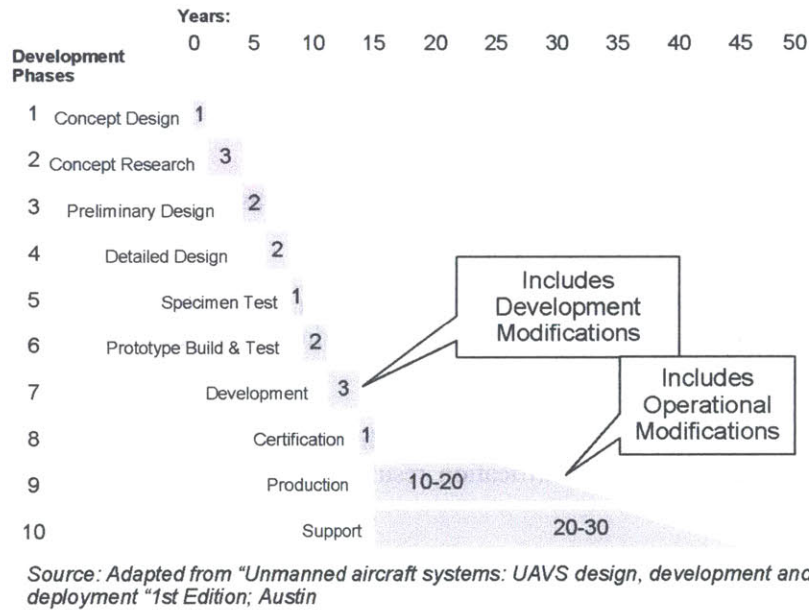 Years:
0 5 10 15 20 25 30 35 40 45 50
Development
Phases
1 Concept Design 1
2 Concept Research 3
3 Preliminary Design 2
4 Detailed Design 2
5 Specimen Test 1
6 Prototype Build & Test 2
7 Development 3
8 Certification 1
9 Production 10-20
10 Support 20-30
Includes
Development
Modifications
Includes
Operational
Modifications
Source: Adapted from "Unmanned aircraft systems: UAVS design, development and
deployment "1st Edition; Austin